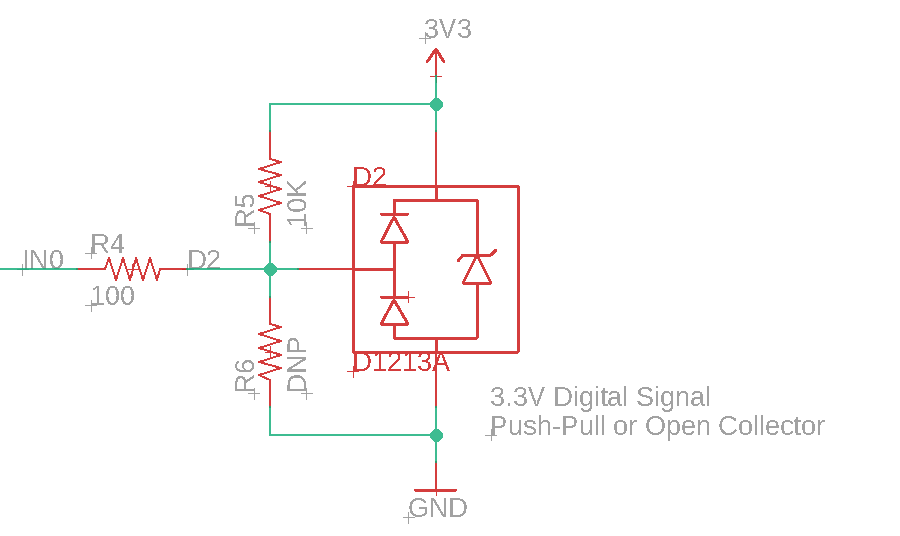 3V3
D2
R5
10K
IN0
R4
D2
100
R6
DNP
D1213A
3.3V Digital Signal
Push-Pull or Open Collector
GND